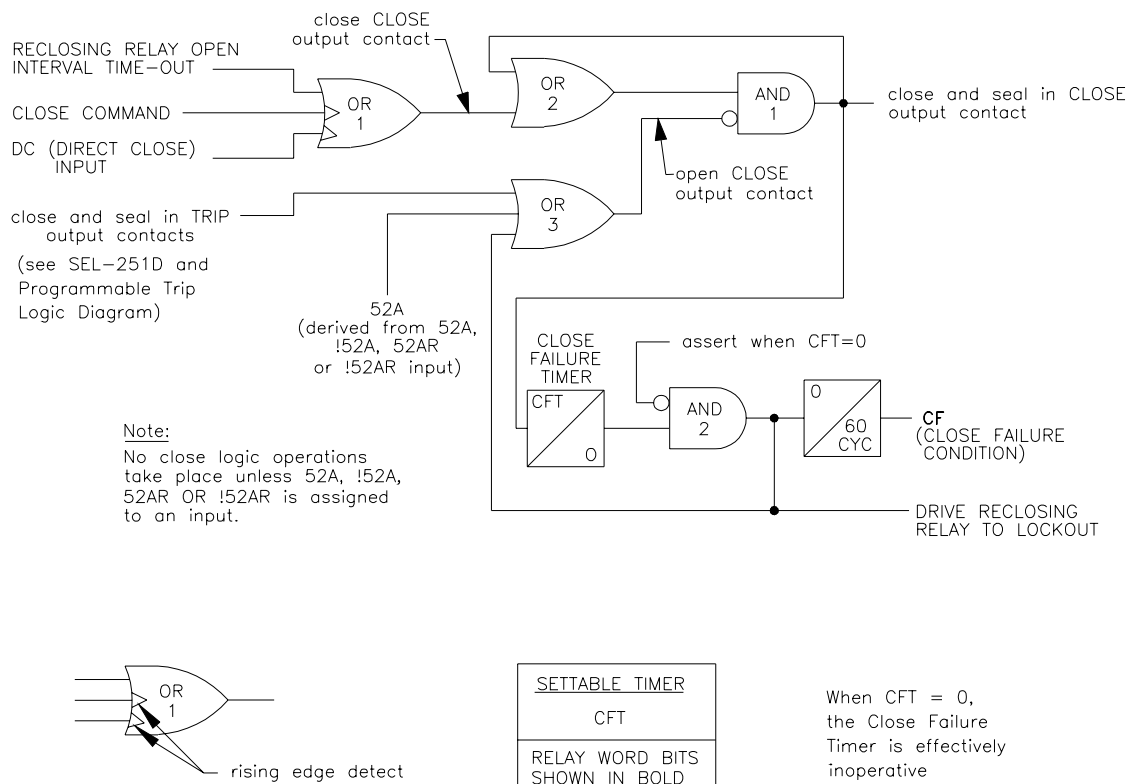 close CLOSE
output contact
RECLOSING RELAY OPEN
INTERVAL TIME-OUT
CLOSE COMMAND
DC (DIRECT CLOSE)
INPUT
OR
1
OR
2
AND
1
close and seal in CLOSE
output contact
open CLOSE
output contact
close and seal in TRIP
output contacts
(see SEL-251D and
Programmable Trip
Logic Diagram)
OR
3
52A
(derived from 52A,
!52A, 52AR
or !52AR input)
CLOSE
FAILURE
TIMER
CFT
0
assert when CFT=0
AND
2
0
60
CYC
CF
(CLOSE FAILURE
CONDITION)
DRIVE RECLOSING
RELAY TO LOCKOUT
Note:
No close logic operations
take place unless 52A, !52A,
52AR OR !52AR is assigned
to an input.
OR
1
rising edge detect
SETTABLE TIMER
CFT
RELAY WORD BITS
SHOWN IN BOLD
When CFT = 0,
the Close Failure
Timer is effectively
inoperative